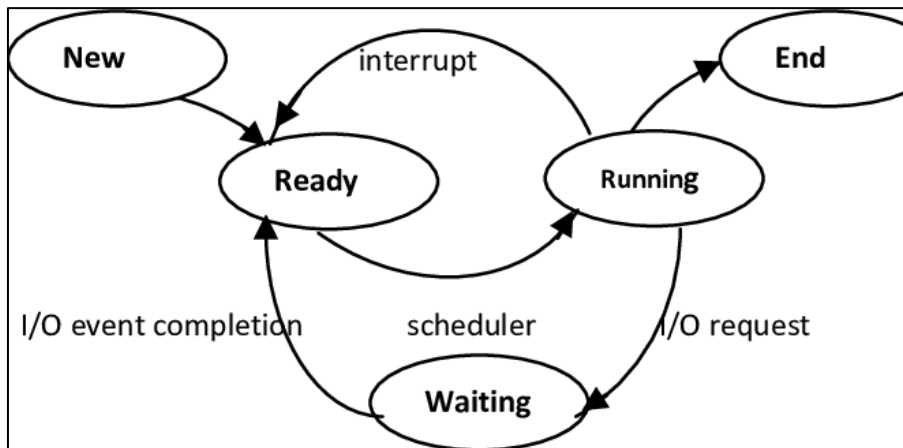 New
interrupt
End
Ready
Running
I/O event completion
scheduler
I/O request
Waiting